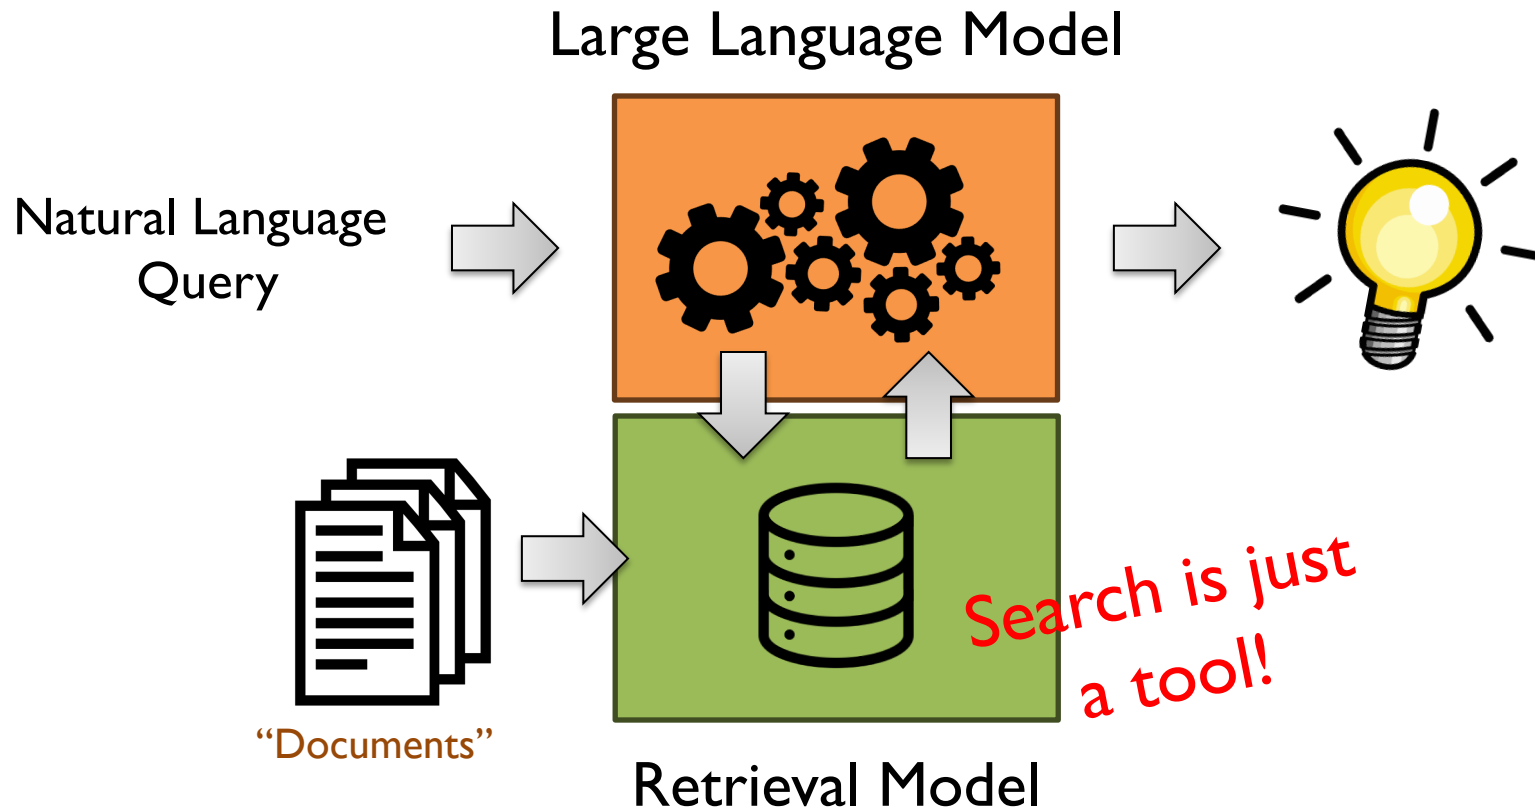 Large Language Model
Natural Language
Query
Search is just
a tool!
“Documents”
Retrieval Model